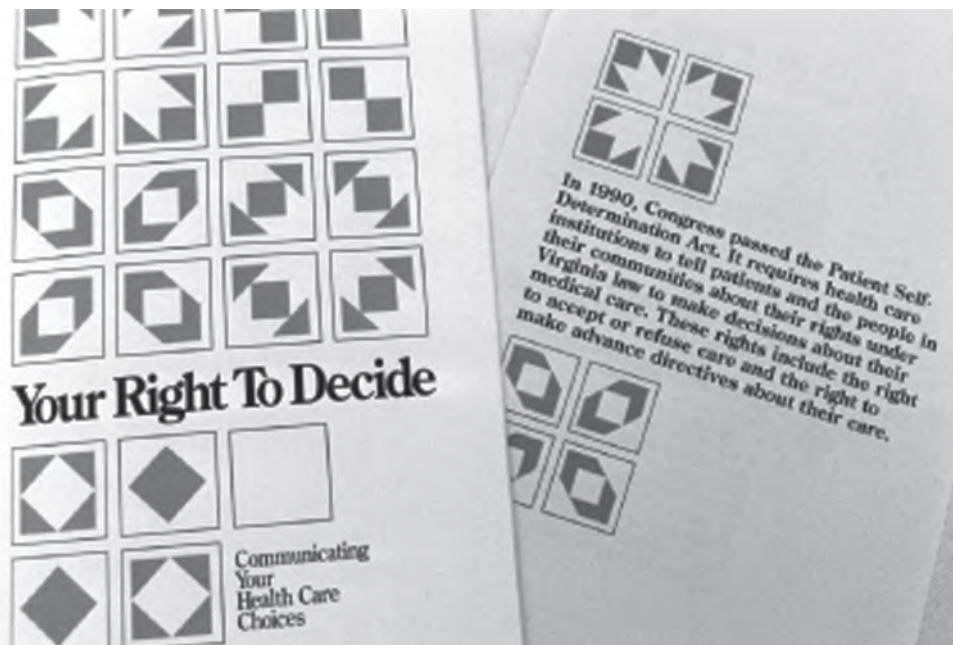 Your Right To Decide
Communicating
Your
Health Care
Choices
In 1990, Congress passed the Patient Self-
Determination Act. It requires health care
institutions to tell patients and the people in
their communities about their rights under
Virginia law to make decisions about their
medical care. These rights include the right
to accept or refuse care and the right to
make advance directives about their care.